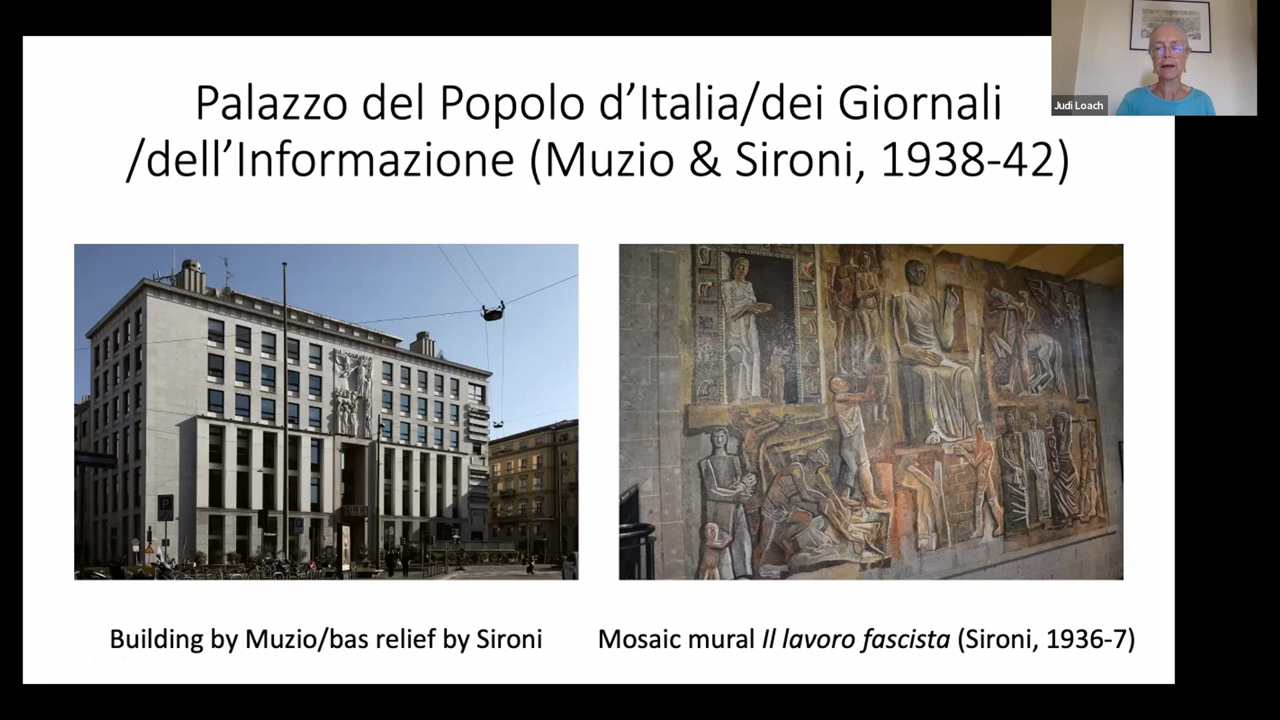 Palazzo del Popolo d’Italia/dei Giornali
/dell’Informazione (Muzio & Sironi, 1938-42)
Judi Loach
Building by Muzio/bas relief by Sironi
Mosaic mural Il lavoro fascista (Sironi, 1936-7)